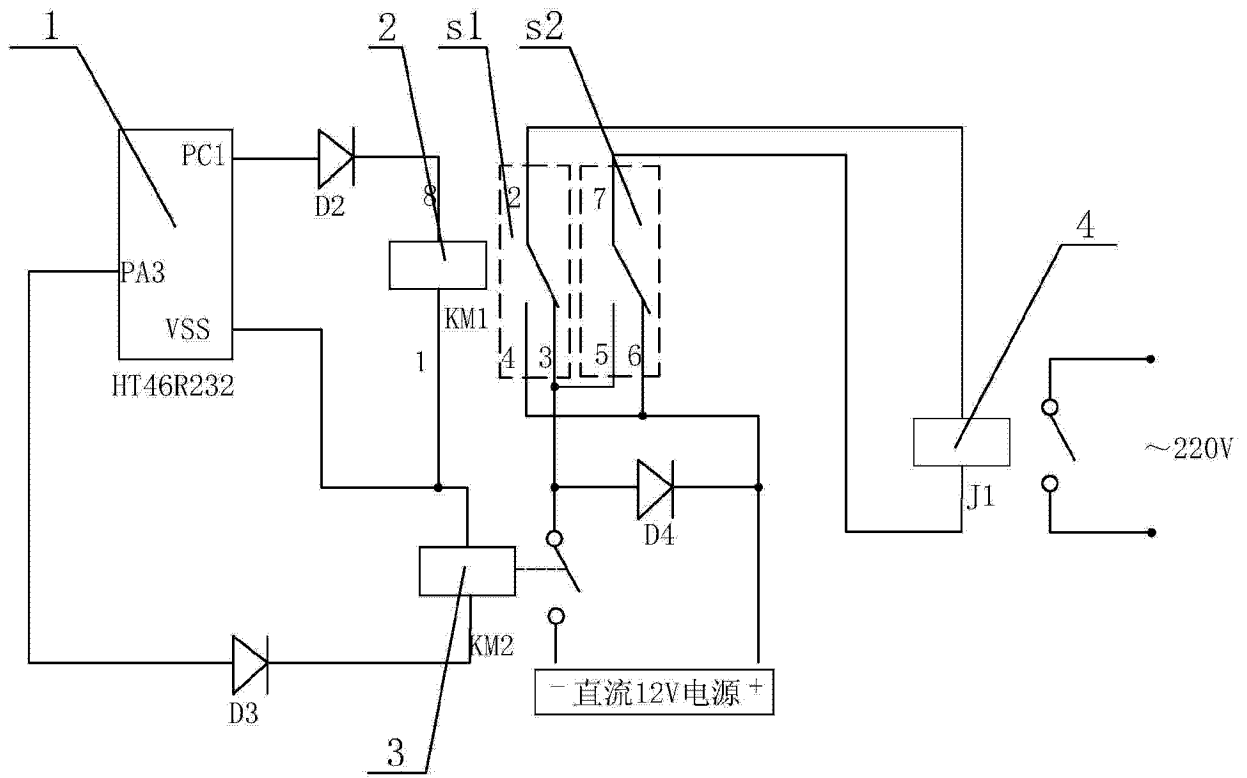 1
2
s1
s2
PC1
D2
8
2
7
4
PA3
VSS
KM1
HT46R232
1
4
3
5
6
～220V
J1
D4
KM2
D3
- 直流12V电源 +
3